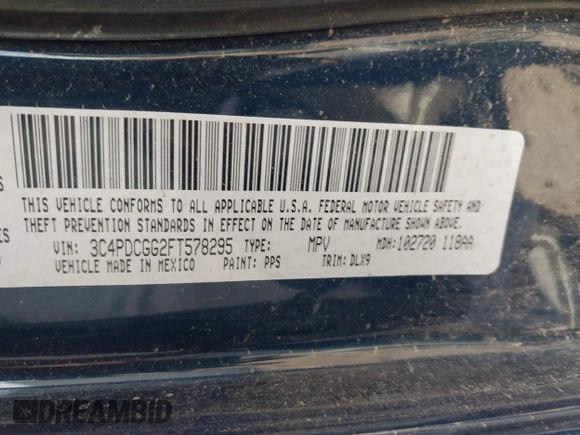 S
THIS VEHICLE CONFORMS TO ALL APPLICABLE U.S.A. FEDERAL MOTOR VEHICLE SAFETY AND
THEFT PREVENTION STANDARDS IN EFFECT ON THE DATE OF MANUFACTURE SHOWN ABOVE.
ES
VIN: 3C4PDCGG2FT578295 TYPE: MPV MDH:102720 118AA
VEHICLE MADE IN MEXICO PAINT: PPS TRIM: DLX9
DREAMBID